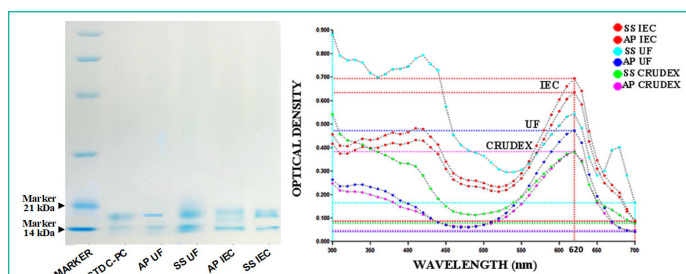 Marker
21 kDa
Marker
14 kDa
MARKER
STD C-PC
AP UF
SS UF
AP IEC
SS IEC
OPTICAL DENSITY
0.900
0.800
0.700
0.600
0.500
0.400
0.300
0.200
0.100
0.000
IEC
UF
CRUDEX
300
350
400
450
500
550
600
620
650
700
WAVELENGTH (nm)
SS IEC
AP IEC
SS UF
AP UF
SS CRUDEX
AP CRUDEX